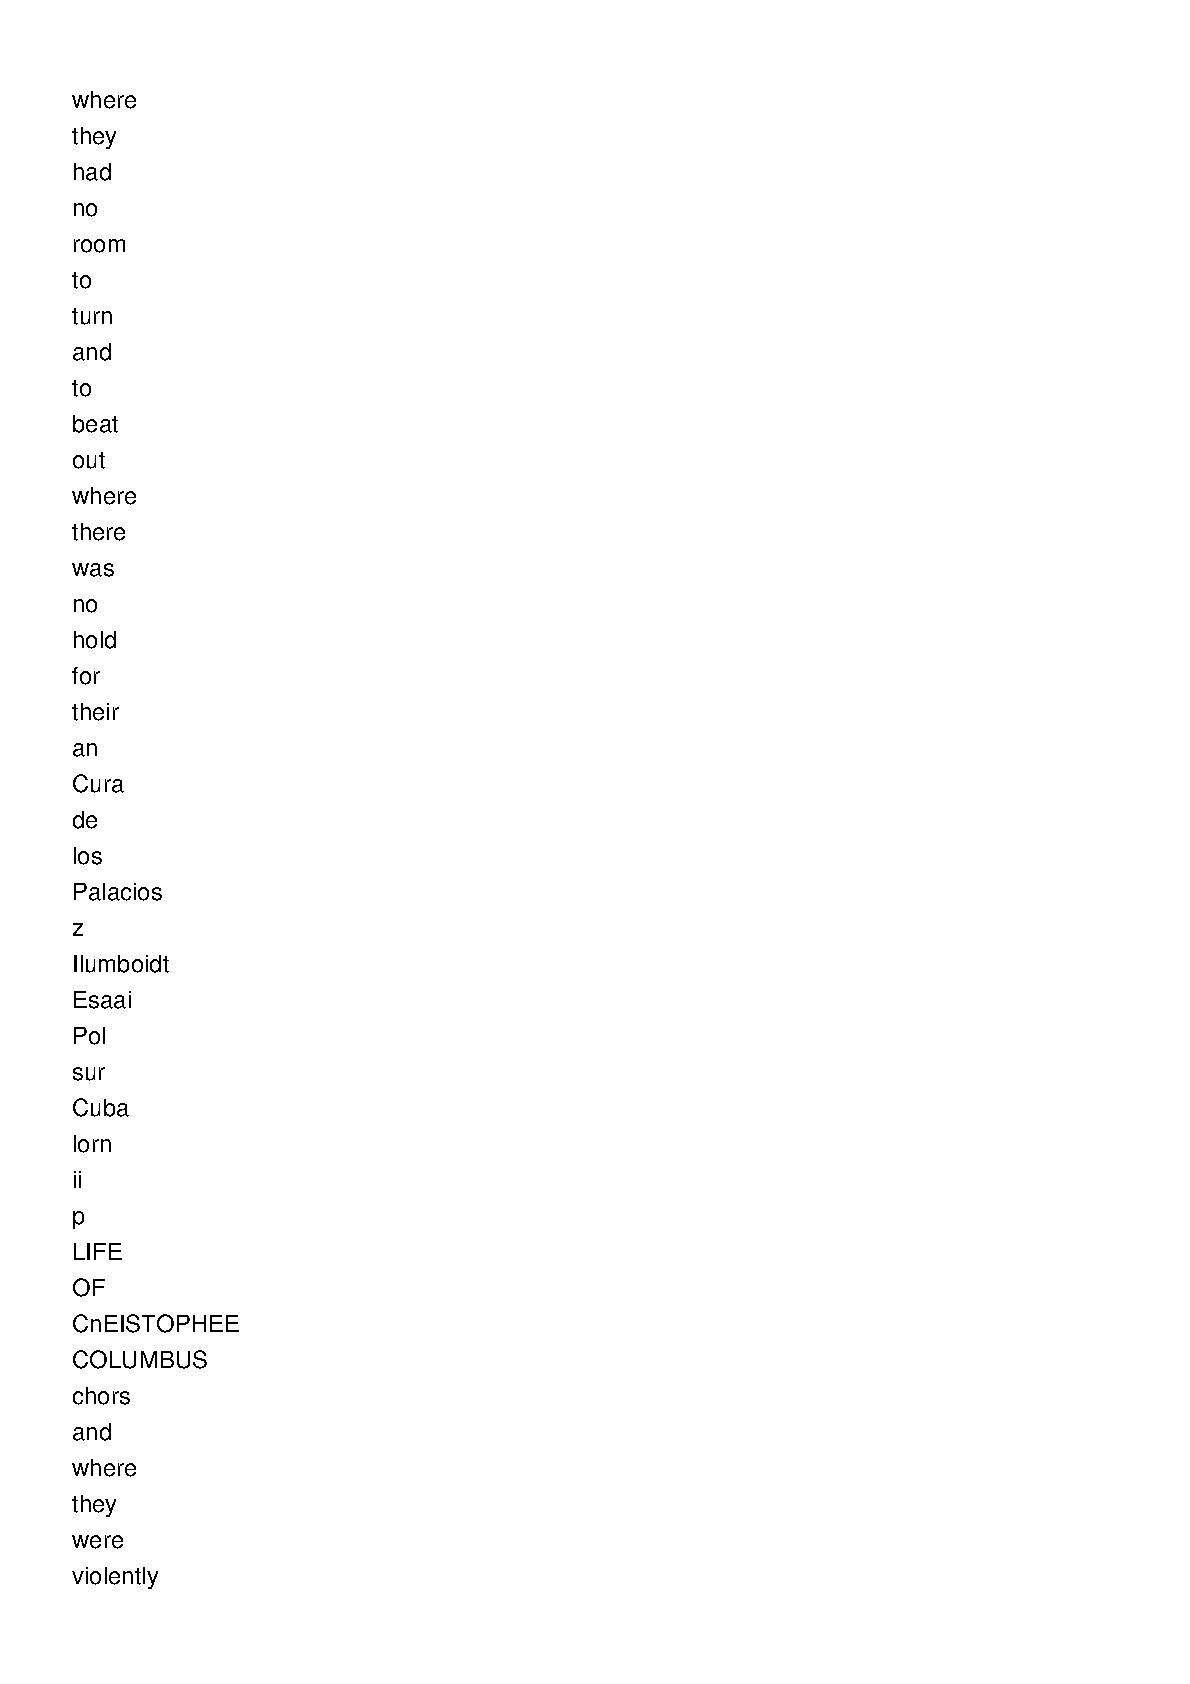 where
they
had
no
room
to
turn
and
to
beat
out
where
there
was
no
hold
for
their
an
Cura
de
los
Palacios
z
Ilumboidt
Esaai
Pol
sur
Cuba
lorn
ii
p
LIFE
OF
CnEISTOPHEE
COLUMBUS
chors
and
where
they
were
violently